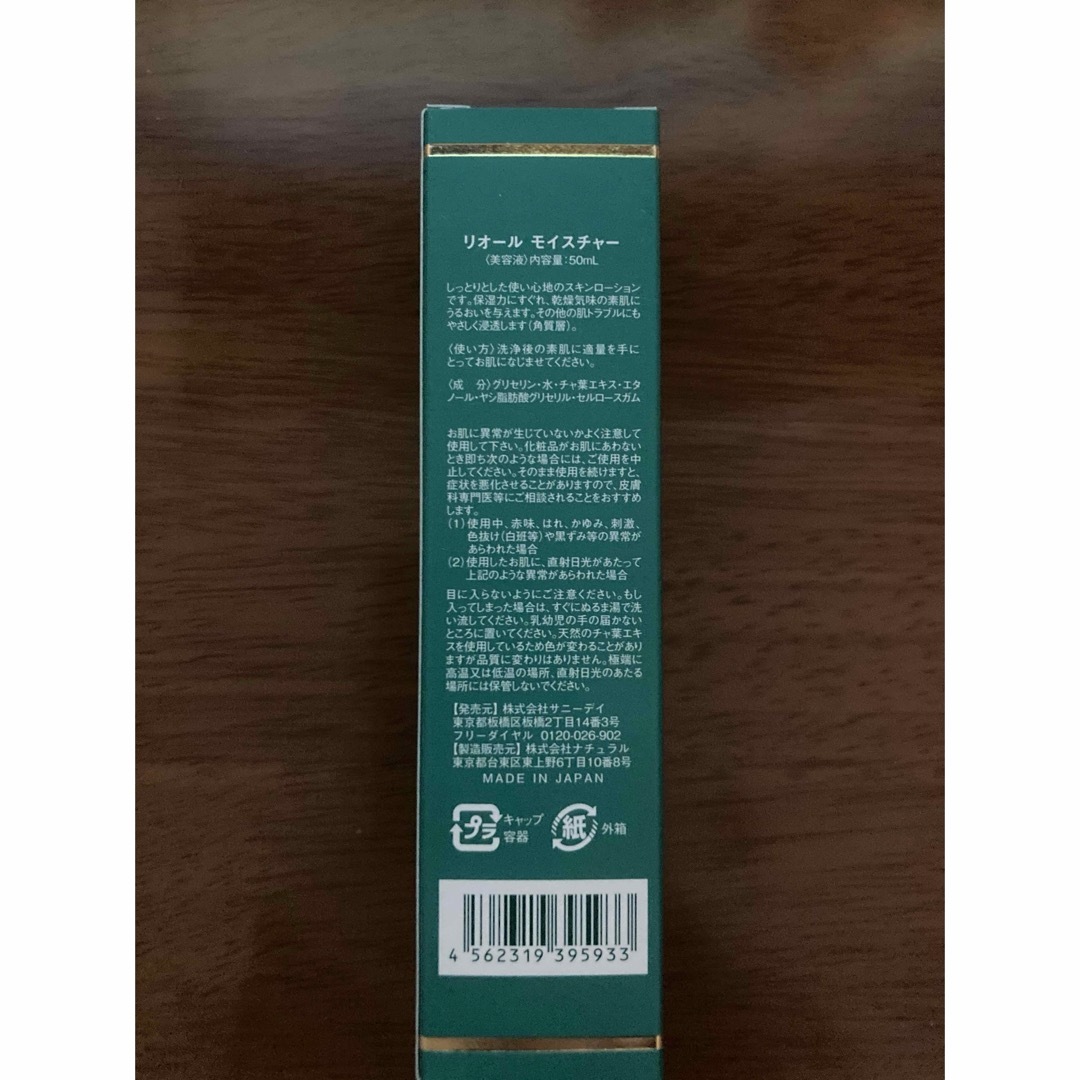 リオール モイスチャー
〈美容液〉内容量：50mL
しっとりとした使い心地のスキンローション
です。保湿力にすぐれ、乾燥気味の素肌に
うるおいを与えます。その他の肌トラブルにも
やさしく浸透します（角質層）。
〈使い方〉洗浄後の素肌に適量を手に
とってお肌になじませてください。
〈成　分〉グリセリン・水・チャ葉エキス・エタ
ノール・ヤシ脂肪酸グリセリル・セルロースガム
お肌に異常が生じていないかよく注意して
使用して下さい。化粧品がお肌にあわない
とき即ち次のような場合には、ご使用を中
止してください。そのまま使用を続けますと、
症状を悪化させることがありますので、皮膚
科専門医等にご相談されることをおすすめ
します。
（1）使用中、赤味、はれ、かゆみ、刺激、
色抜け（白斑等）や黒ずみ等の異常が
あらわれた場合
（2）使用したお肌に、直射日光があたって
上記のような異常があらわれた場合
目に入らないようにご注意ください。もし
入ってしまった場合は、すぐにぬるま湯で洗
い流してください。乳幼児の手の届かない
ところに置いてください。天然のチャ葉エキ
スを使用しているため色が変わることがあり
ますが品質に変わりはありません。極端に
高温又は低温の場所、直射日光のあたる
場所には保管しないでください。
【発売元】株式会社サニーデイ
東京都板橋区板橋2丁目14番3号
フリーダイヤル 0120-026-902
【製造販売元】株式会社ナチュラル
東京都台東区東上野6丁目10番8号
MADE IN JAPAN
プラ キャップ 紙 外箱
容器
4 562319 395933